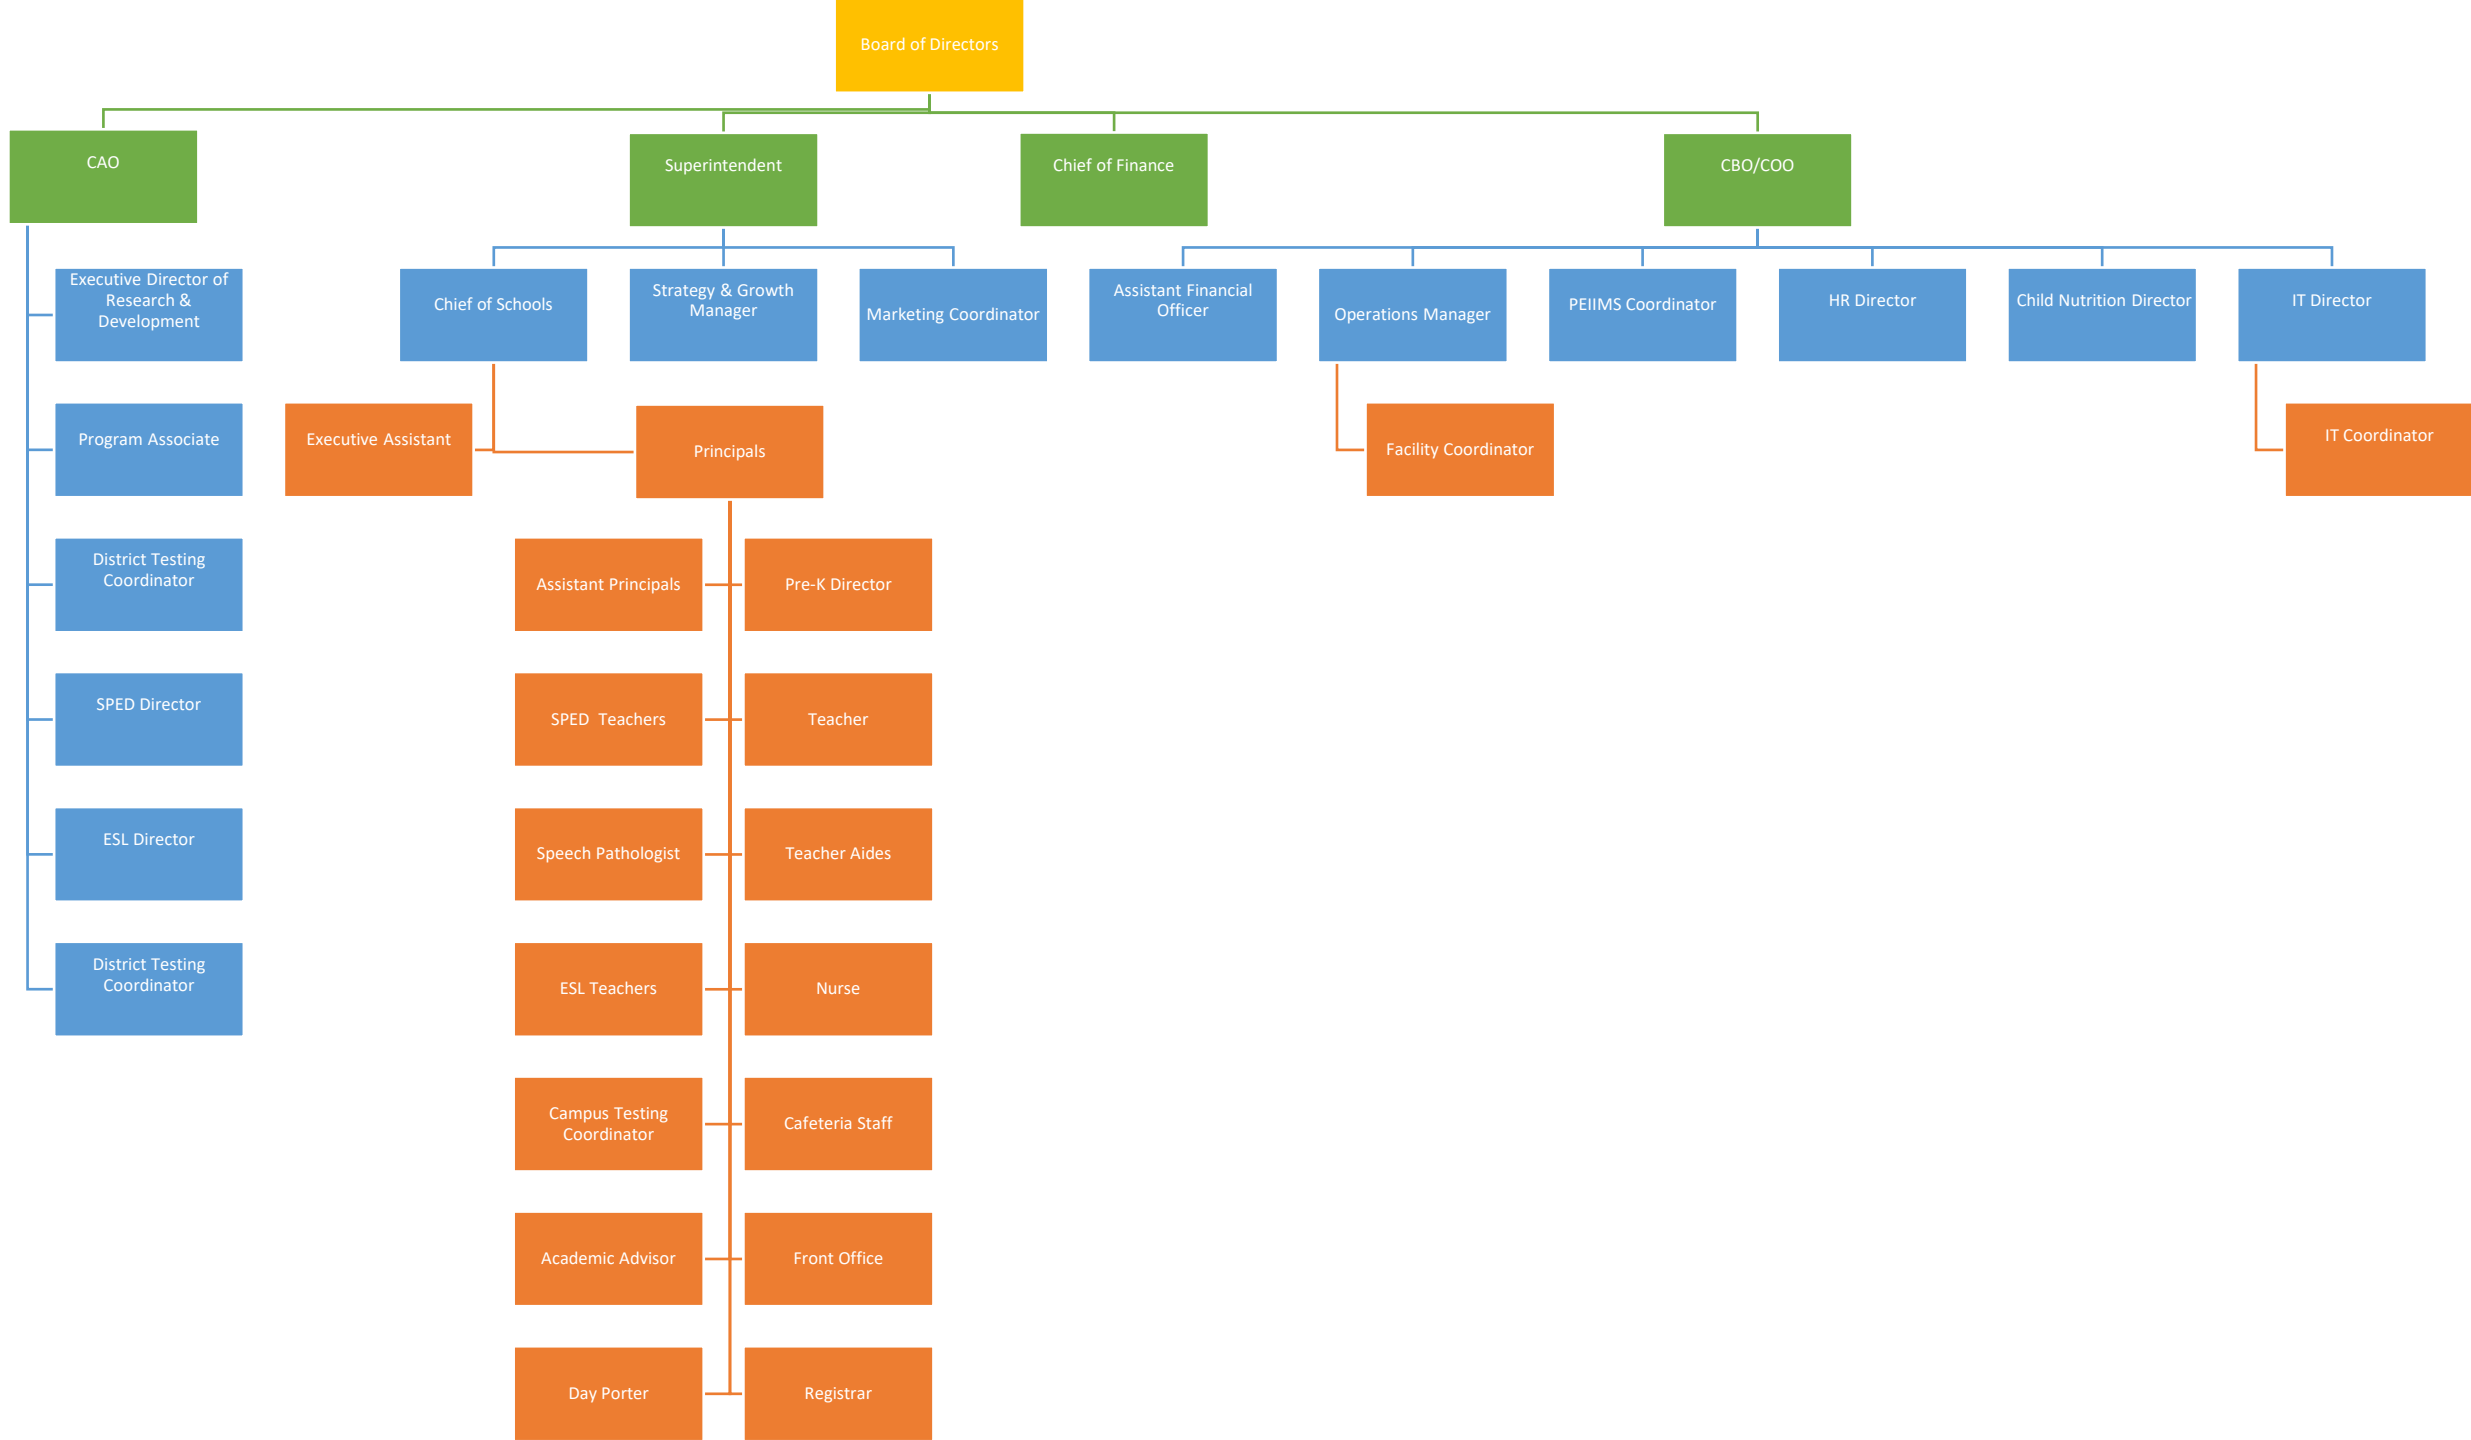 Board of Directors
CAO
Superintendent
Chief of Finance
CBO/COO
Executive Director of
Research &
Development
Chief of Schools
Strategy & Growth
Manager
Marketing Coordinator
Assistant Financial
Officer
Operations Manager
PEIIMS Coordinator
HR Director
Child Nutrition Director
IT Director
Program Associate
Executive Assistant
Principals
Facility Coordinator
IT Coordinator
District Testing
Coordinator
Assistant Principals
Pre-K Director
SPED Director
SPED  Teachers
Teacher
ESL Director
Speech Pathologist
Teacher Aides
District Testing
Coordinator
ESL Teachers
Nurse
Campus Testing
Coordinator
Cafeteria Staff
Academic Advisor
Front Office
Day Porter
Registrar